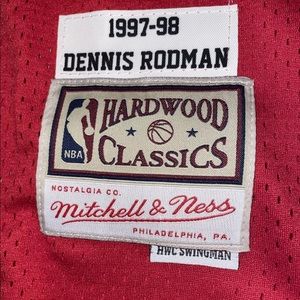 1997-98
DENNIS RODMAN
HARDWOOD
NBA
CLASSICS
NOSTALGIA CO.
Mitchell & Ness
PHILADELPHIA, PA.
HWC SWINGMAN